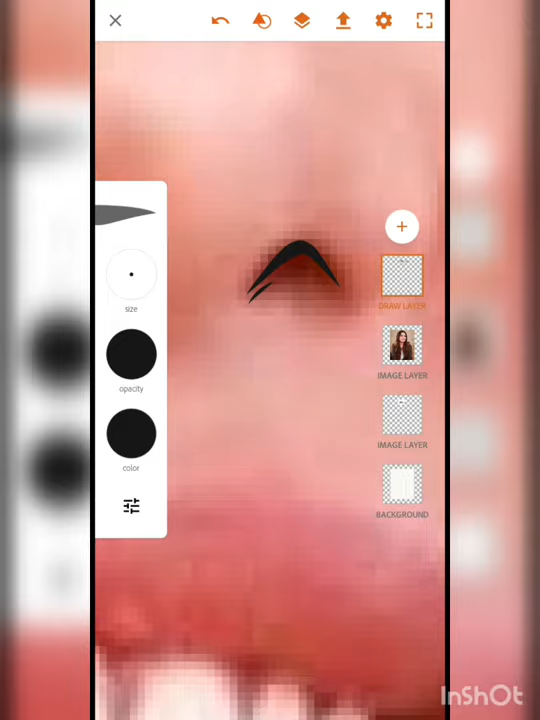 size
opacity
color
DRAW LAYER
IMAGE LAYER
IMAGE LAYER
BACKGROUND
InShOt